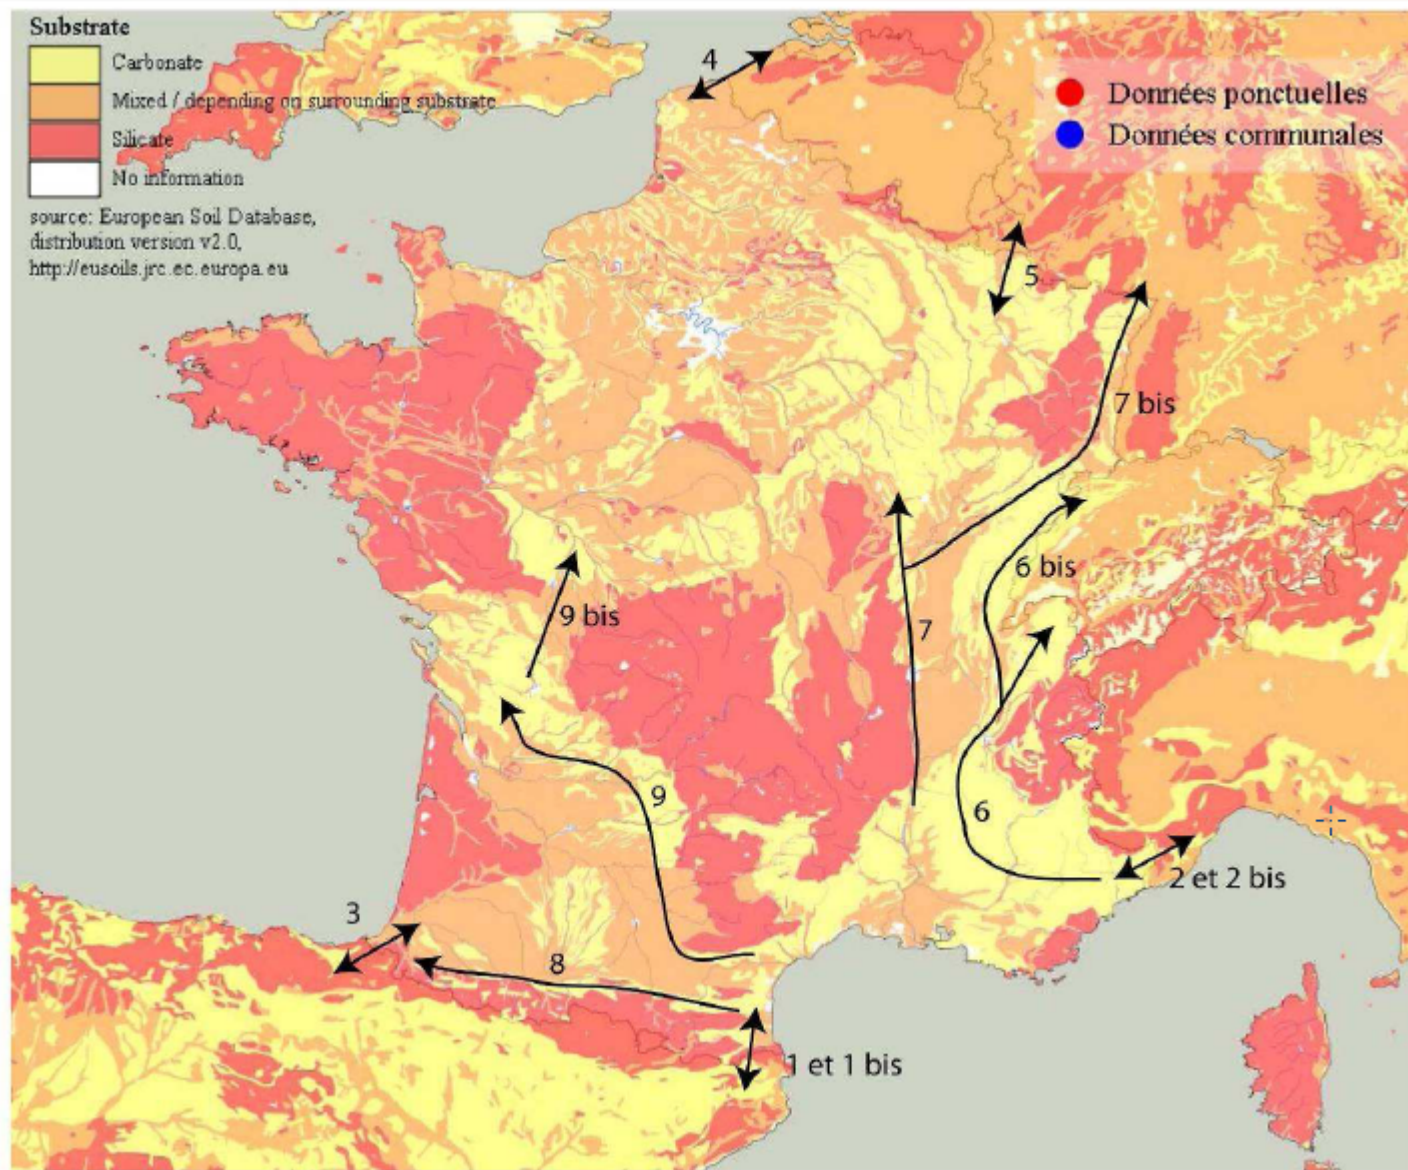 Substrate
Carbonate
Mixed / depending on surrounding substrate
Silicate
No information
source: European Soil Database,
distribution version v2.0,
http://eusoils.jrc.ec.europa.eu
Données ponctuelles
Données communales
4
5
7 bis
6 bis
9 bis
7
9
6
2 et 2 bis
3
8
1 et 1 bis